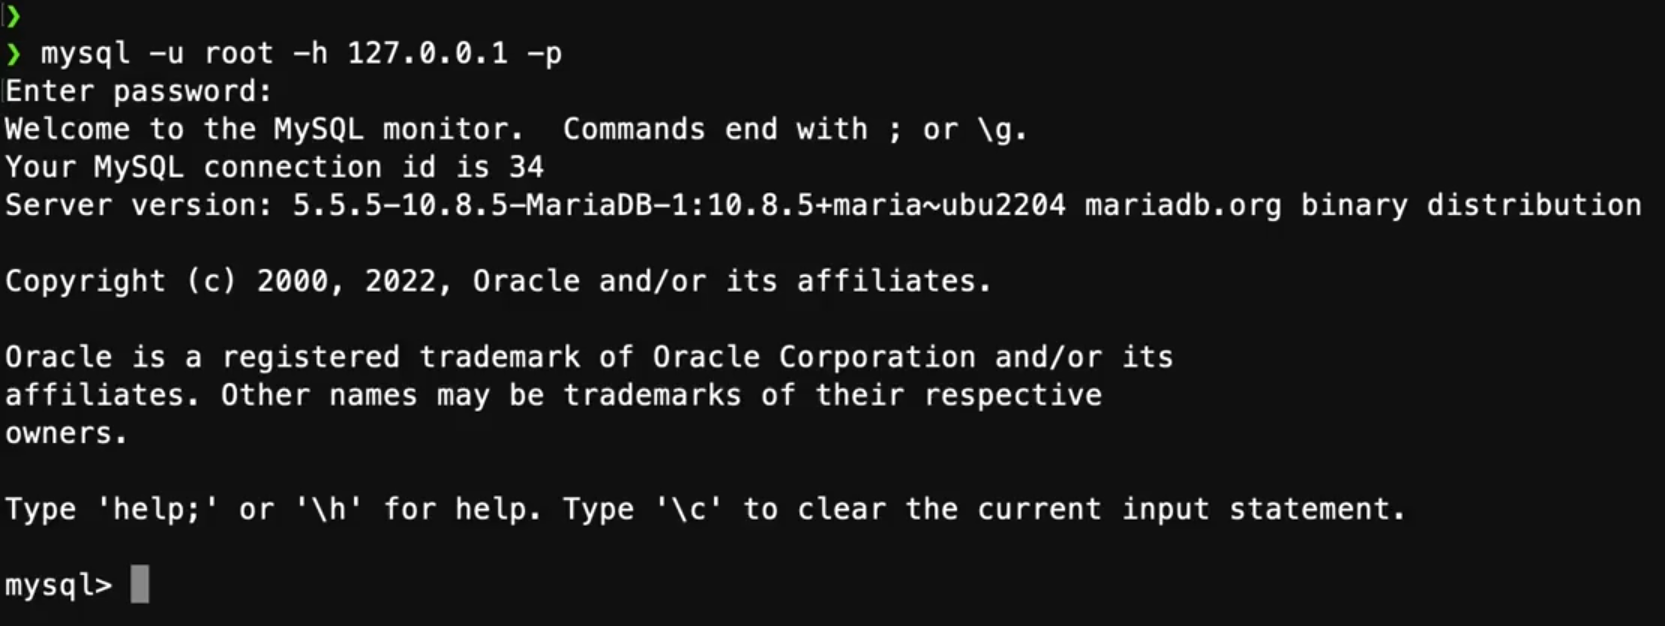 ❯
❯ mysql -u root -h 127.0.0.1 -p
Enter password:
Welcome to the MySQL monitor.  Commands end with ; or \g.
Your MySQL connection id is 34
Server version: 5.5.5-10.8.5-MariaDB-1:10.8.5+maria~ubu2204 mariadb.org binary distribution
Copyright (c) 2000, 2022, Oracle and/or its affiliates.
Oracle is a registered trademark of Oracle Corporation and/or its
affiliates. Other names may be trademarks of their respective
owners.
Type 'help;' or '\h' for help. Type '\c' to clear the current input statement.
mysql>